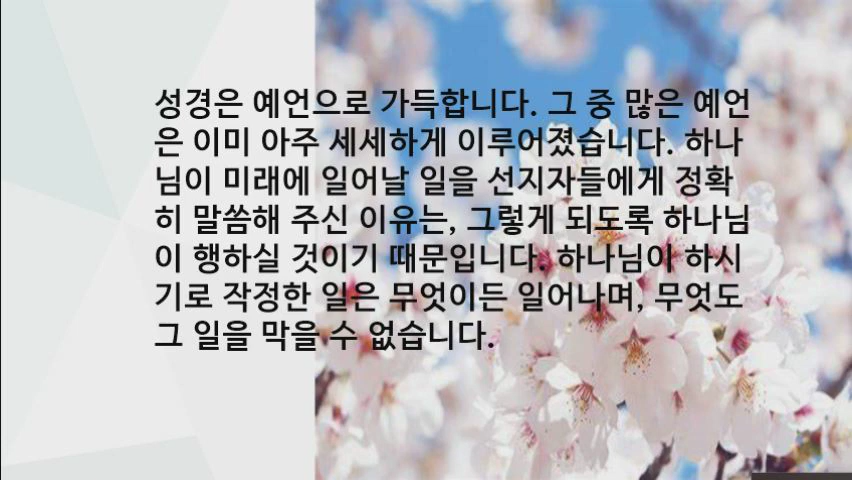 성경은 예언으로 가득합니다. 그 중 많은 예언
은 이미 아주 세세하게 이루어졌습니다. 하나
님이 미래에 일어날 일을 선지자들에게 정확
히 말씀해 주신 이유는, 그렇게 되도록 하나님
이 행하실 것이기 때문입니다. 하나님이 하시
기로 작정한 일은 무엇이든 일어나며, 무엇도
그 일을 막을 수 없습니다.